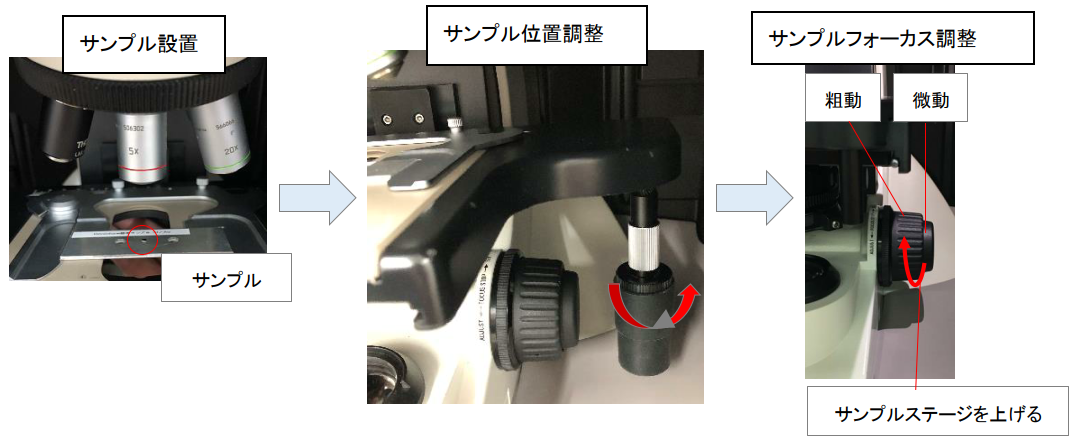 サンプル設置
サンプル位置調整
サンプルフォーカス調整
粗動
微動
506302
5X
20X
サンプル
サンプルステージを上げる